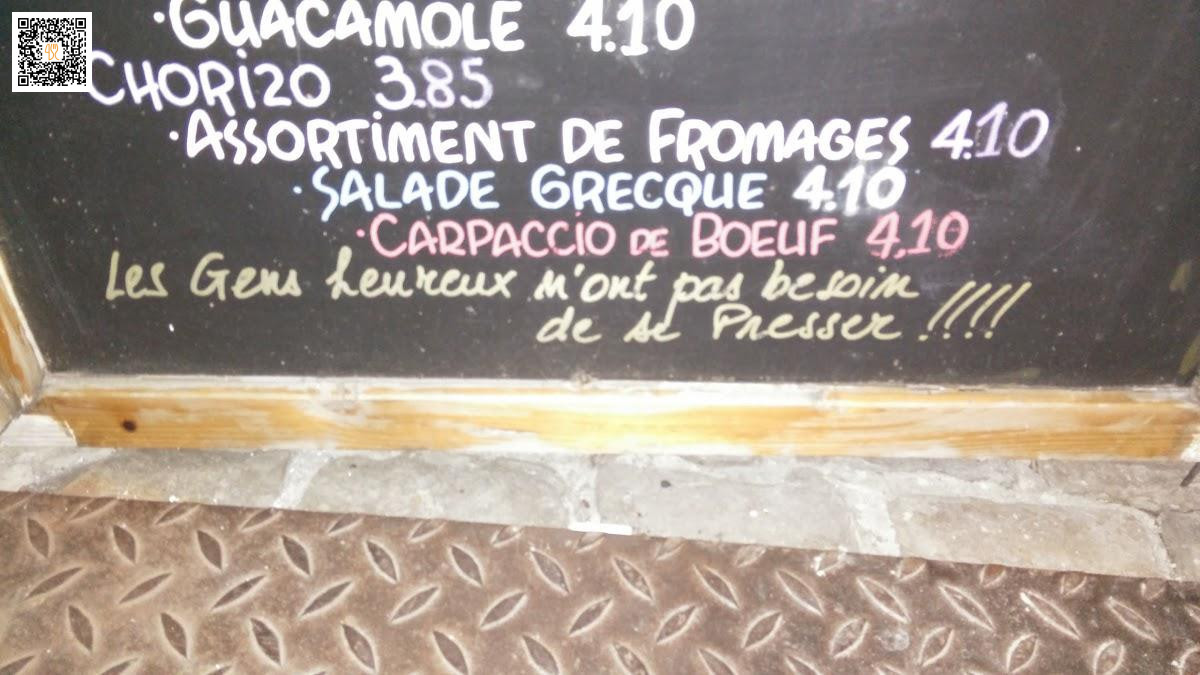 ·GUACAMOLE 4.10
CHORIZO 3.85
·ASSORTIMENT DE FROMAGES 4.10
·SALADE GRECQUE 4.10
·CARPACCIO DE BOEUF 4.10
Les Gens heureux n'ont pas besoin
de se Presser !!!!